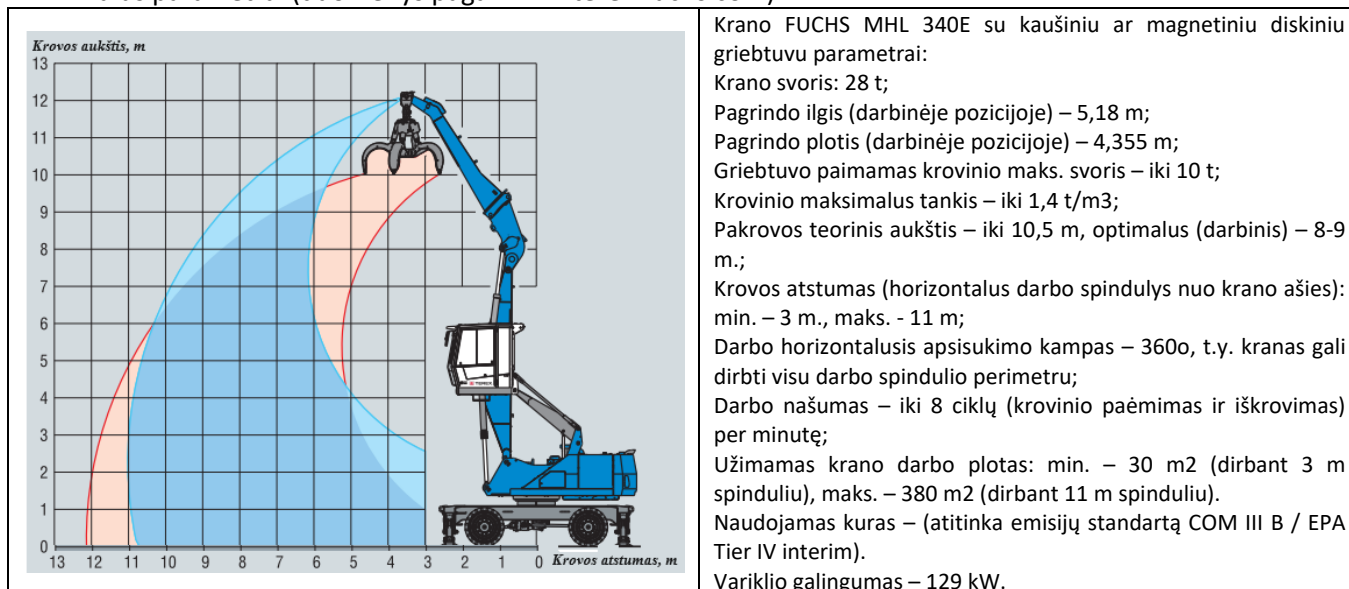 Krovos aukštis, m
13
12
11
10
9
8
7
6
5
4
3
2
1
0
13 12 11 10 9 8 7 6 5 4 3 2 1 0 Krovos atstumas, m
TEREX
Krano FUCHS MHL 340E su kaušiniu ar magnetiniu diskiniu
griebtuvu parametrai:
Krano svoris: 28 t;
Pagrindo ilgis (darbinėje pozicijoje) – 5,18 m;
Pagrindo plotis (darbinėje pozicijoje) – 4,355 m;
Griebtuvo paimamas krovinio maks. svoris – iki 10 t;
Krovinio maksimalus tankis – iki 1,4 t/m3;
Pakrovos teorinis aukštis – iki 10,5 m, optimalus (darbinis) – 8-9
m.;
Krovos atstumas (horizontalus darbo spindulys nuo krano ašies):
min. – 3 m., maks. - 11 m;
Darbo horizontalusis apsisukimo kampas – 360o, t.y. kranas gali
dirbti visu darbo spindulio perimetru;
Darbo našumas – iki 8 ciklų (krovinio paėmimas ir iškrovimas)
per minutę;
Užimamas krano darbo plotas: min. – 30 m2 (dirbant 3 m
spinduliu), maks. – 380 m2 (dirbant 11 m spinduliu).
Naudojamas kuras – (atitinka emisijų standartą COM III B / EPA
Tier IV interim).
Variklio galingumas – 129 kW.